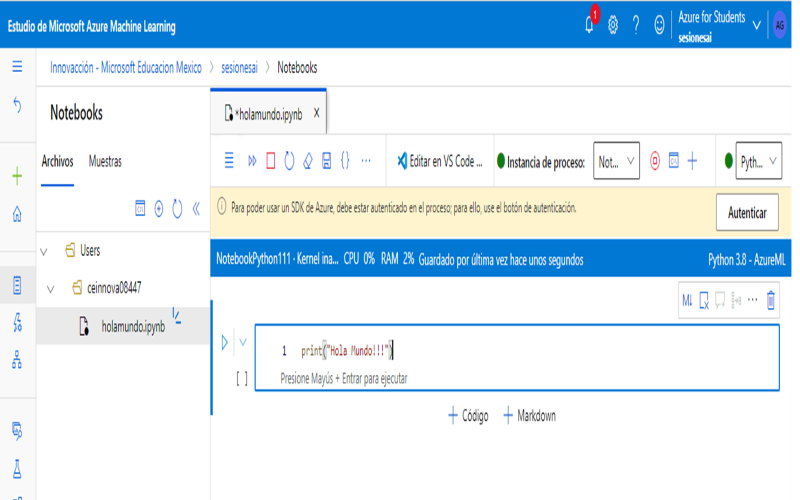 Estudio de Microsoft Azure Machine Learning
1
Azure for Students
sesionesai
AG
Innovacción - Microsoft Educacion Mexico > sesionesai > Notebooks
Notebooks
Archivos Muestras
Users
ceinnova08447
holamundo.ipynb
*holamundo.ipynb X
Editar en VS Code ...
Instancia de proceso:
Not...
Pyth...
Para poder usar un SDK de Azure, debe estar autenticado en el proceso; para ello, use el botón de autenticación.
Autenticar
NotebookPython111 - Kernel ina... CPU 0% RAM 2% Guardado por última vez hace unos segundos
Python 3.8 - AzureML
M↓
1 print("Hola Mundo!!!")
[ ]
Presione Mayús + Entrar para ejecutar
+ Código + Markdown